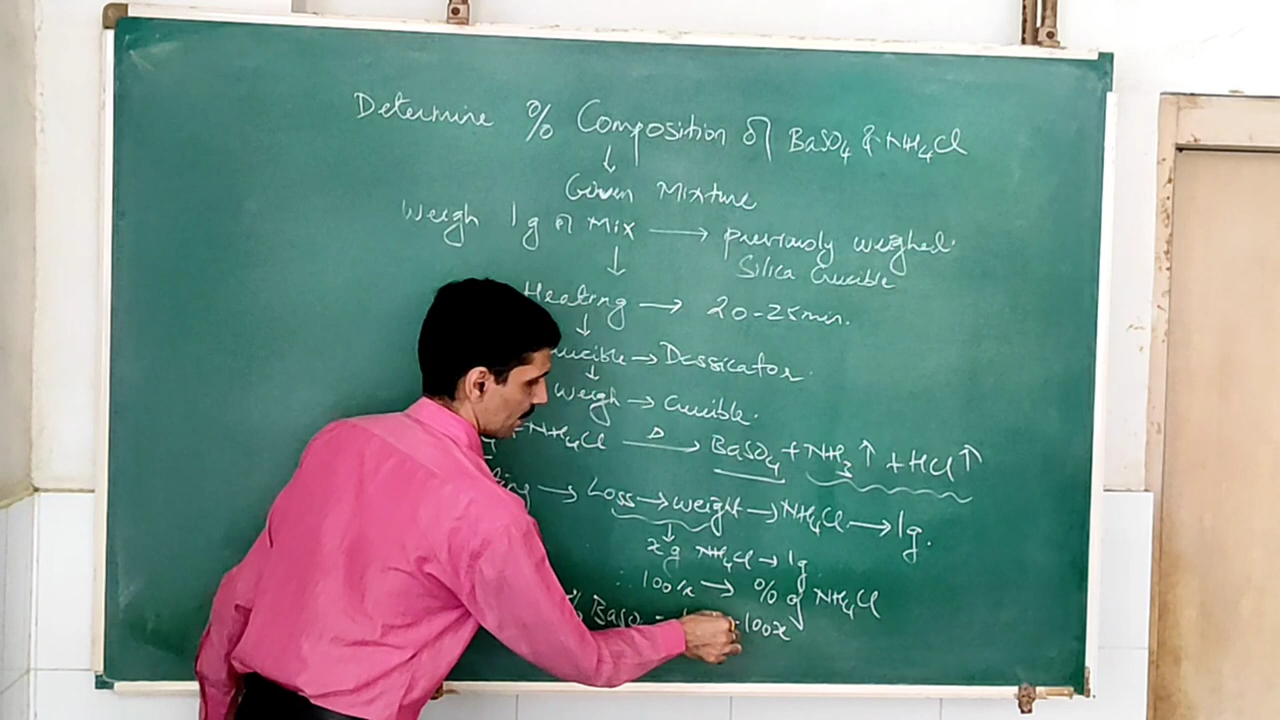 Determine % Composition of BaSO4 & NH4Cl
↓
Given Mixture
Weigh 1g of Mix → previously weighed
Silica Crucible
↓
Heating → 20-25min.
↓
→ Dessicator
↓
Weigh → Crucible.
+ NH4Cl Δ→ BaSO4 + NH3↑ + HCl↑
→ Loss → weight → NH4Cl → 1g.
↓
xg NH4Cl → 1g
∴ 100x → % of NH4Cl
% BaSO4 - 100x